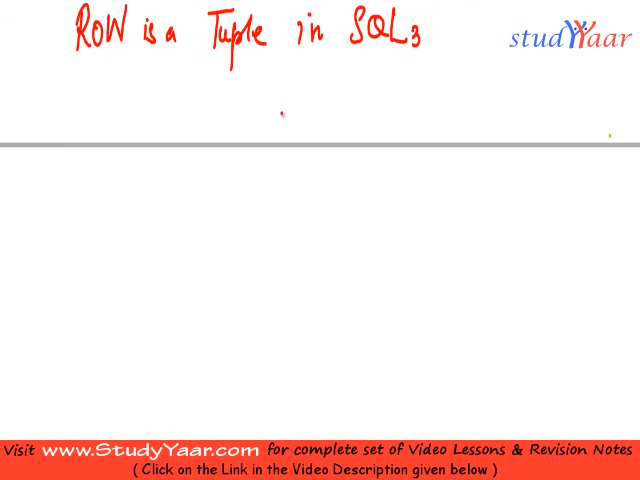 ROW is a Tuple in SQL3
studYYaar
Visit www.StudyYaar.com for complete set of Video Lessons & Revision Notes
( Click on the Link in the Video Description given below )